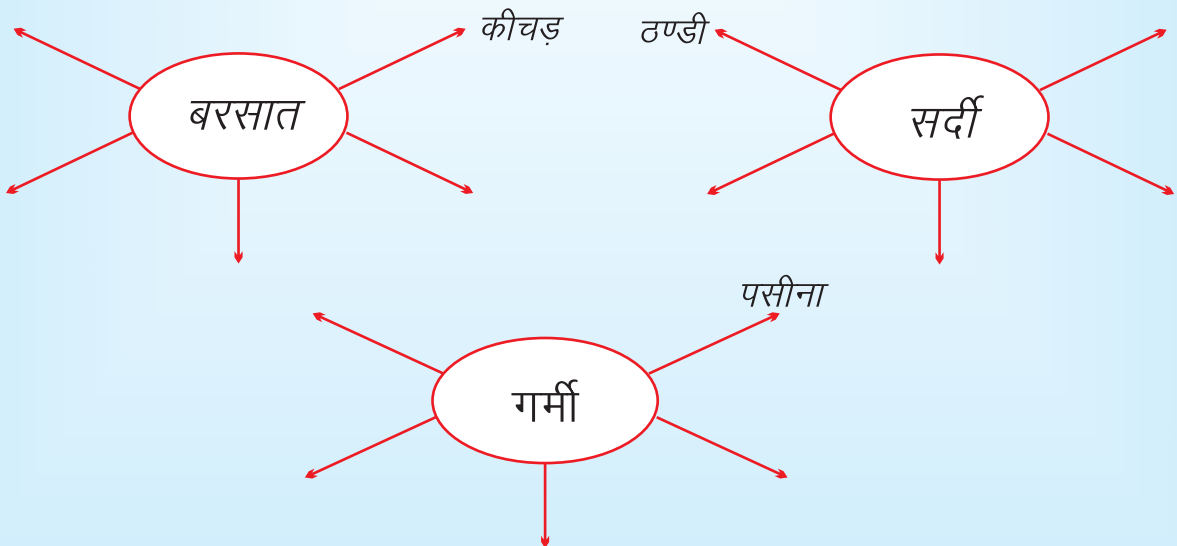 कीचड़
ठण्डी
बरसात
सर्दी
पसीना
गर्मी